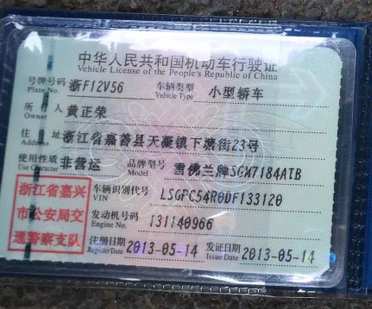 中华人民共和国机动车行驶证
Vehicle License of the People's Republic of China
号牌号码 浙F12V56 车辆类型 小型轿车
Plate No. Vehicle Type
所有人 黄正荣
Owner
住址 浙江省嘉善县天凝镇下塘街23号
使用性质 非营运 品牌型号 雪佛兰牌SGM7184ATB
Use Character Model
浙江省嘉兴
市公安局交
通警察支队
车辆识别代号 LSGPC54R0DF133120
VIN
发动机号码 131140966
Engine No.
注册日期 2013-05-14 发证日期 2013-05-14
Register Date Issue Date